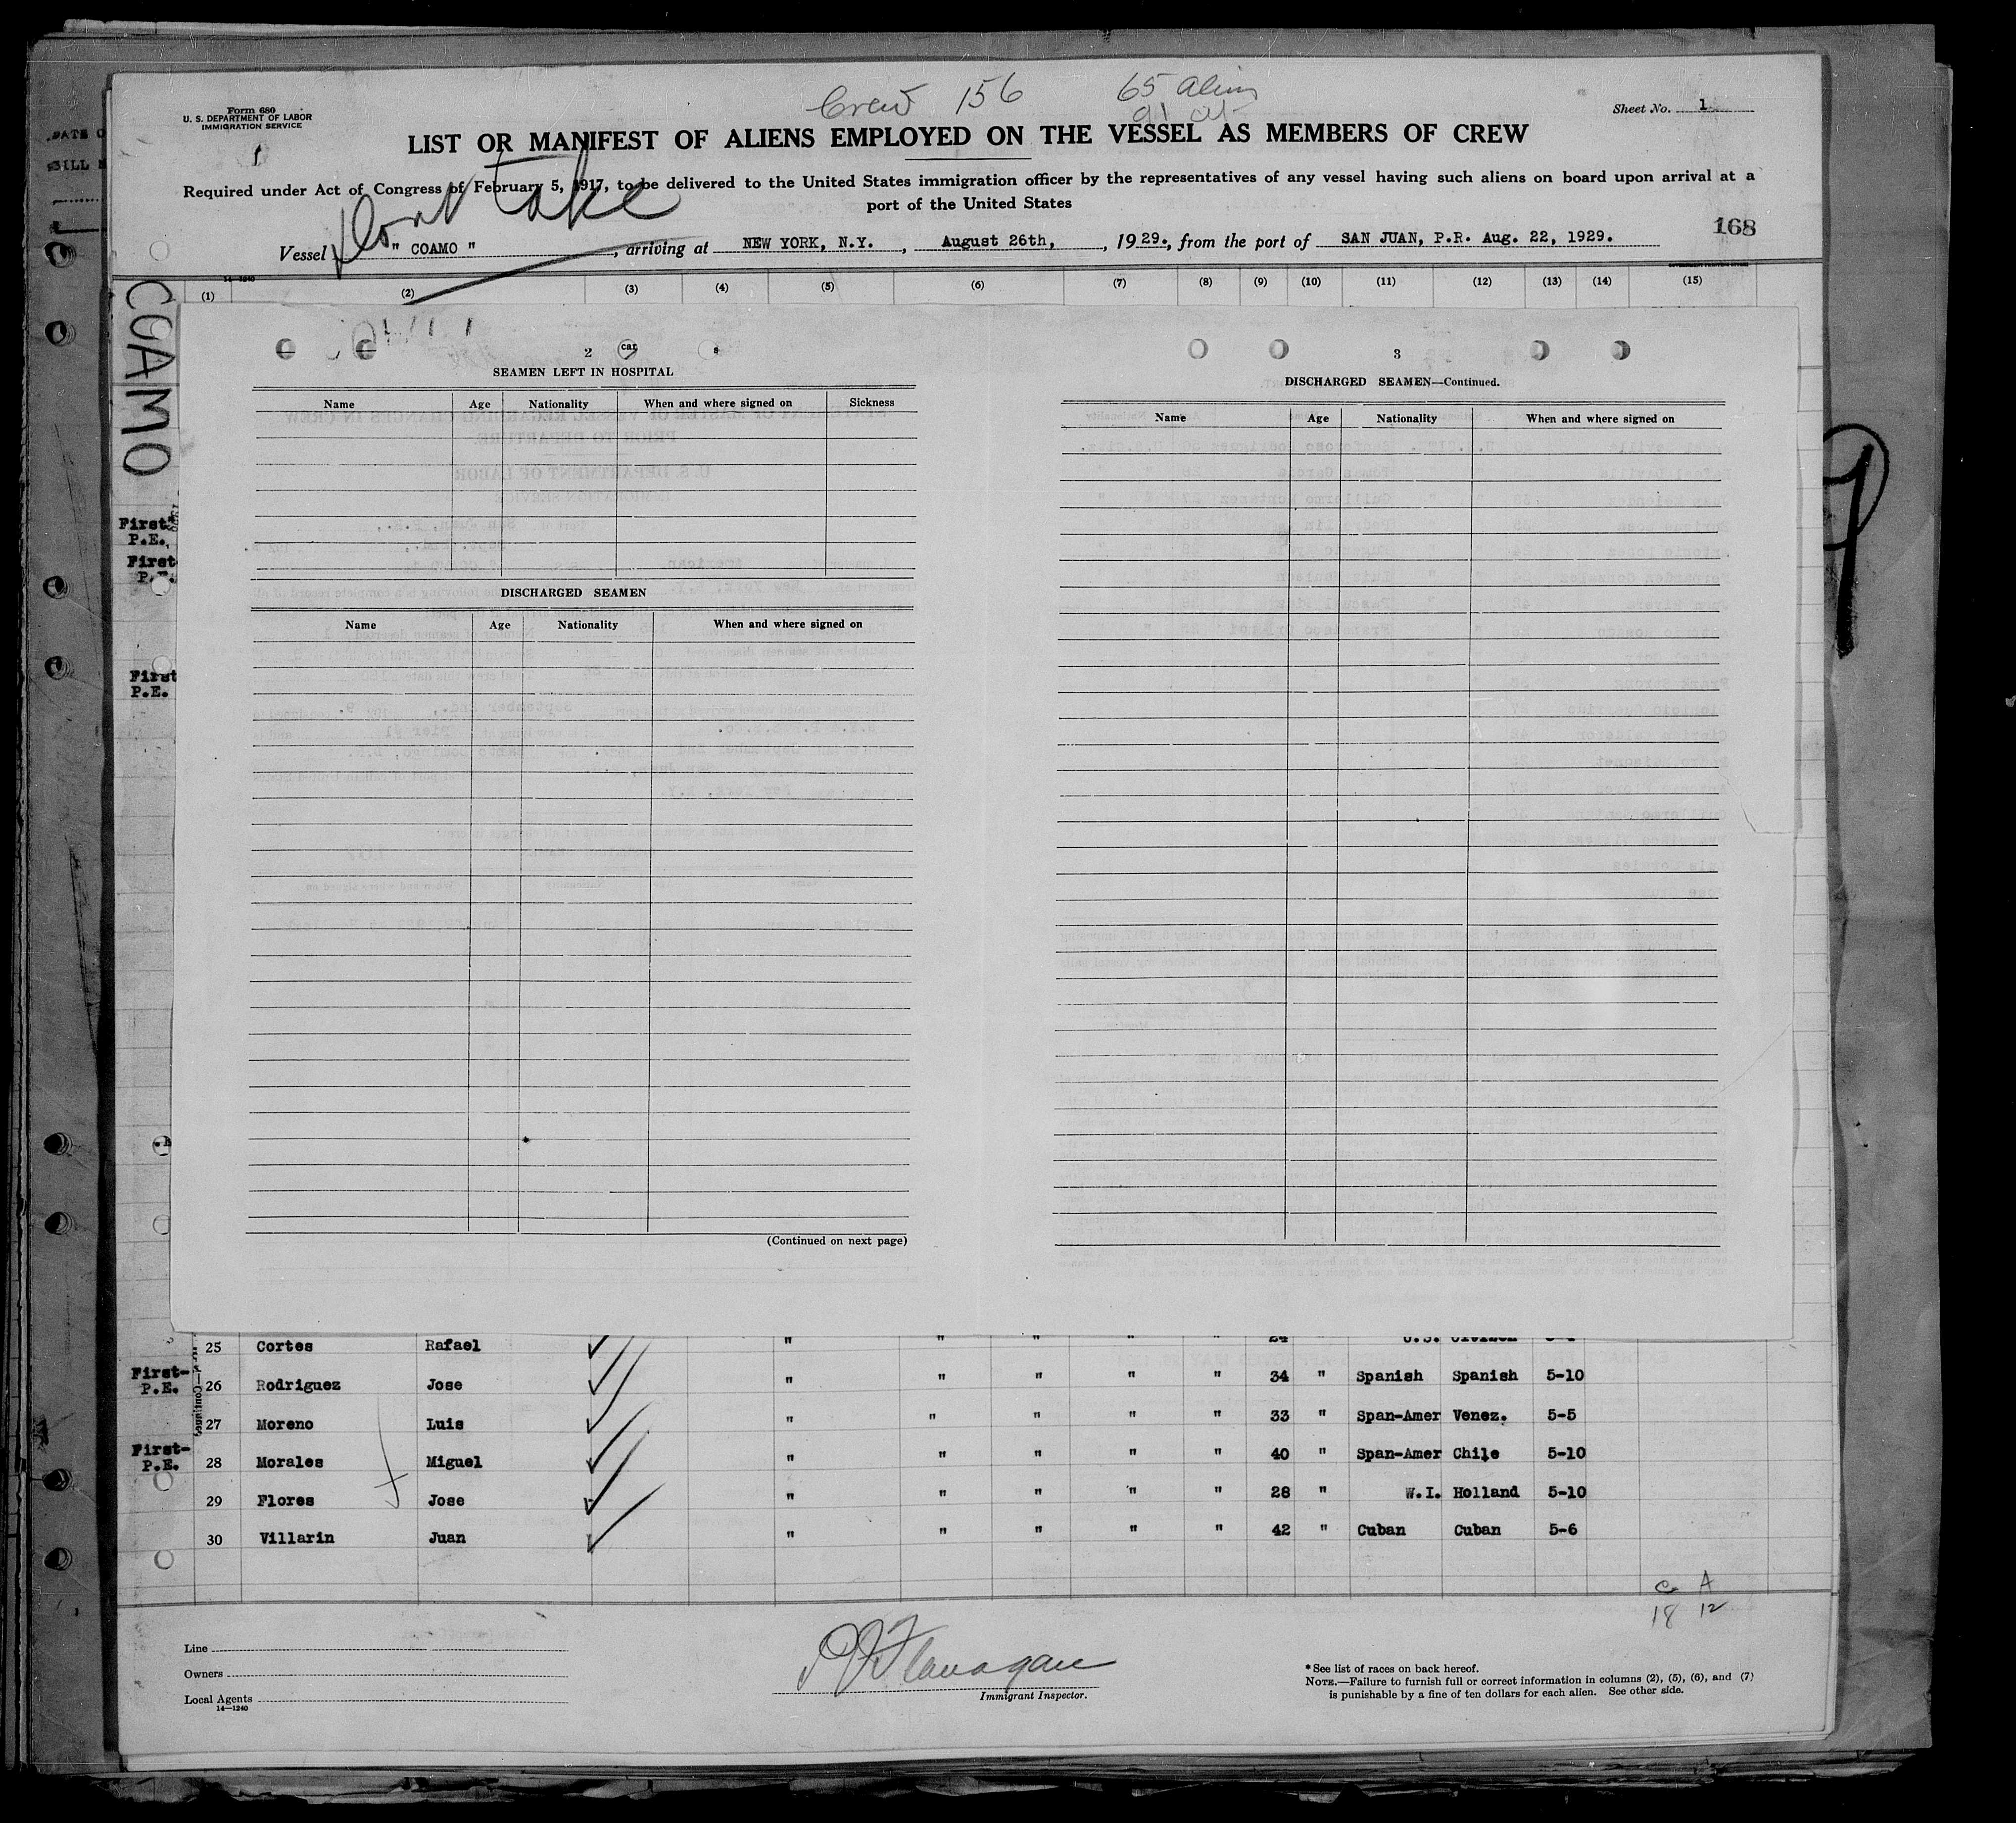 Form 680
U. S. DEPARTMENT OF LABOR
IMMIGRATION SERVICE
Crew 156 65 alien
Sheet No. 1
LIST OR MANIFEST OF ALIENS EMPLOYED ON THE VESSEL AS MEMBERS OF CREW
Required under Act of Congress of February 5, 1917, to be delivered to the United States immigration officer by the representatives of any vessel having such aliens on board upon arrival at a
port of the United States
Dont Take
168
Vessel " COAMO " , arriving at NEW YORK, N.Y. , August 26th, , 1929., from the port of SAN JUAN, P.R. Aug. 22, 1929.
14-1240
(1) (2) (3) (4) (5) (6) (7) (8) (9) (10) (11) (12) (13) (14) (15)
COAMO
2
SEAMEN LEFT IN HOSPITAL
Name Age Nationality When and where signed on Sickness
DISCHARGED SEAMEN
Name Age Nationality When and where signed on
(Continued on next page)
3
DISCHARGED SEAMEN—Continued.
Name Age Nationality When and where signed on
First
P.E.
First
P.E.
First
P.E.
25 Cortes Rafael " " " " " 24 " U.S. Citizen
First-
P.E. 26 Rodriguez Jose " " " " " 34 " Spanish Spanish 5-10
27 Moreno Luis " " " " " 33 " Span-Amer Venez. 5-5
First-
P.E. 28 Morales Miguel " " " " " 40 " Span-Amer Chile 5-10
29 Flores Jose " " " " " 28 " W.I. Holland 5-10
30 Villarin Juan " " " " " 42 " Cuban Cuban 5-6
C A
18 12
Line
Owners
Local Agents
14—1240
Flanagan
Immigrant Inspector.
* See list of races on back hereof.
NOTE.—Failure to furnish full or correct information in columns (2), (5), (6), and (7)
is punishable by a fine of ten dollars for each alien. See other side.